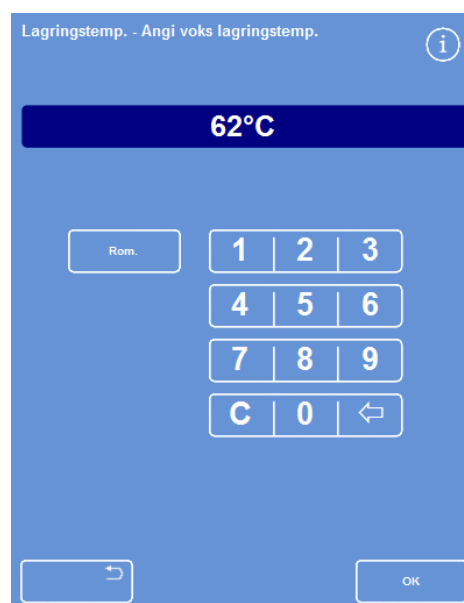 Lagringstemp. - Angi voks lagringstemp.
i
62°C
Rom.
1 2 3
4 5 6
7 8 9
C 0
OK